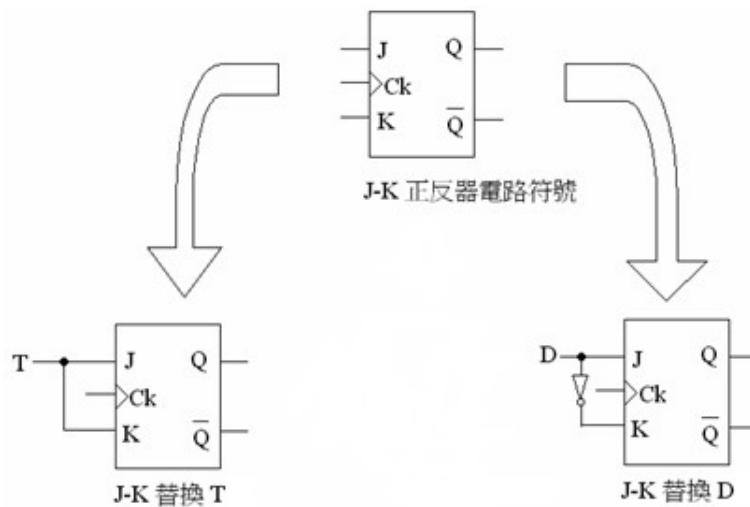 J Q
Ck
K Q̅
J-K 正反器電路符號
T J Q
Ck
K Q̅
J-K 替換 T
D J Q
Ck
K Q̅
J-K 替換 D